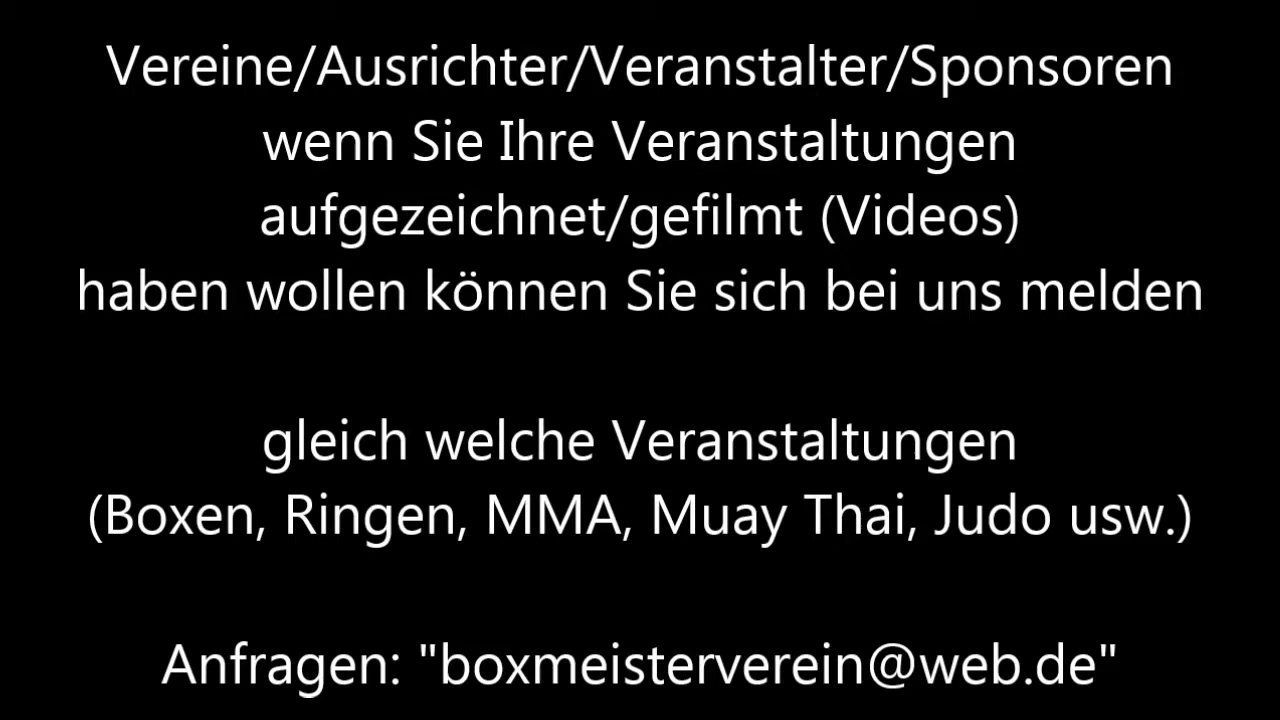 Vereine/Ausrichter/Veranstalter/Sponsoren
wenn Sie Ihre Veranstaltungen
aufgezeichnet/gefilmt (Videos)
haben wollen können Sie sich bei uns melden
gleich welche Veranstaltungen
(Boxen, Ringen, MMA, Muay Thai, Judo usw.)
Anfragen: "boxmeisterverein@web.de"